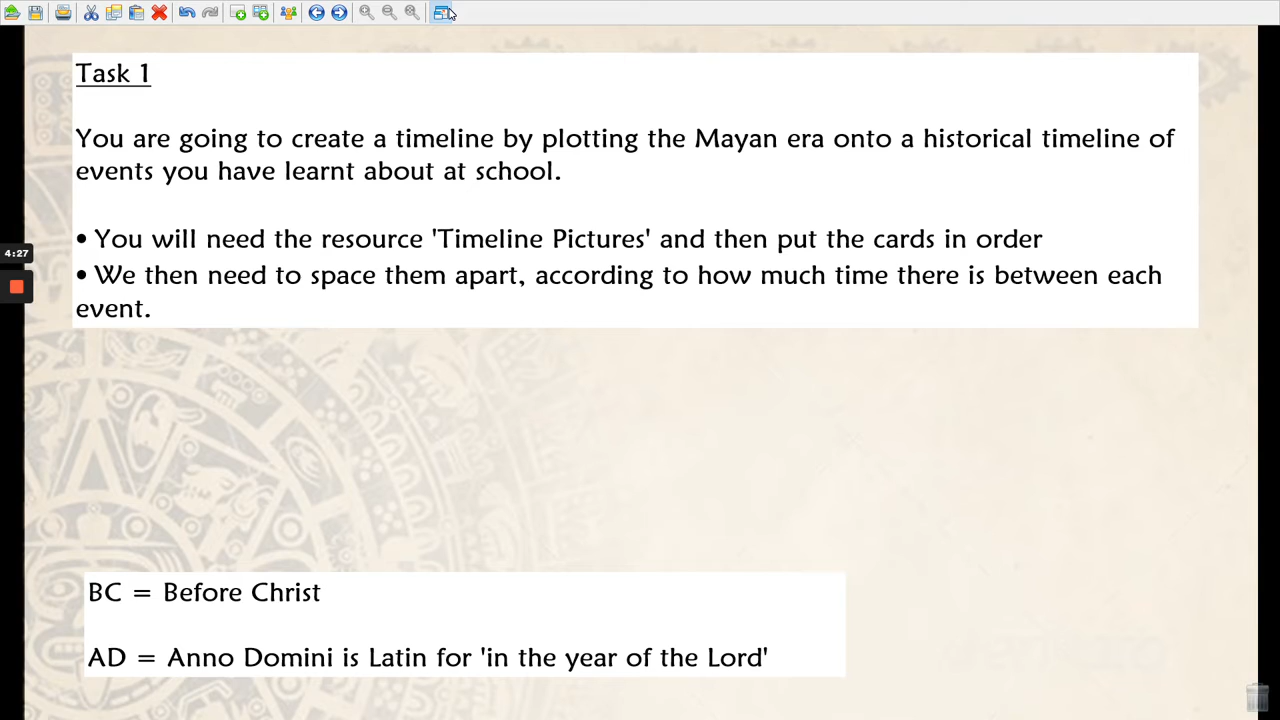 Task 1
You are going to create a timeline by plotting the Mayan era onto a historical timeline of
events you have learnt about at school.
• You will need the resource 'Timeline Pictures' and then put the cards in order
• We then need to space them apart, according to how much time there is between each
event.
4:27
BC = Before Christ
AD = Anno Domini is Latin for 'in the year of the Lord'